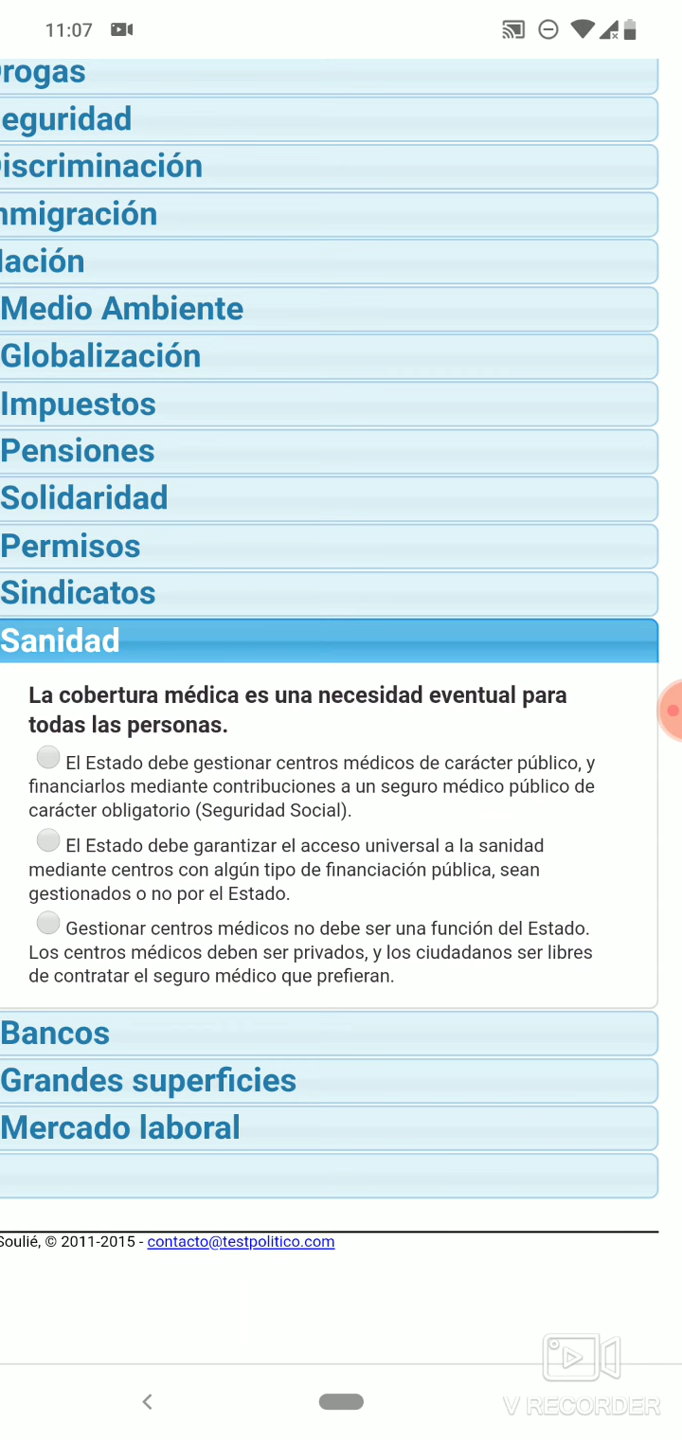 11:07
rogas
eguridad
iscriminación
nmigración
ación
Medio Ambiente
Globalización
Impuestos
Pensiones
Solidaridad
Permisos
Sindicatos
Sanidad
La cobertura médica es una necesidad eventual para
todas las personas.
El Estado debe gestionar centros médicos de carácter público, y
financiarlos mediante contribuciones a un seguro médico público de
carácter obligatorio (Seguridad Social).
El Estado debe garantizar el acceso universal a la sanidad
mediante centros con algún tipo de financiación pública, sean
gestionados o no por el Estado.
Gestionar centros médicos no debe ser una función del Estado.
Los centros médicos deben ser privados, y los ciudadanos ser libres
de contratar el seguro médico que prefieran.
Bancos
Grandes superficies
Mercado laboral
Soulié, © 2011-2015 - contacto@testpolitico.com
V RECORDER